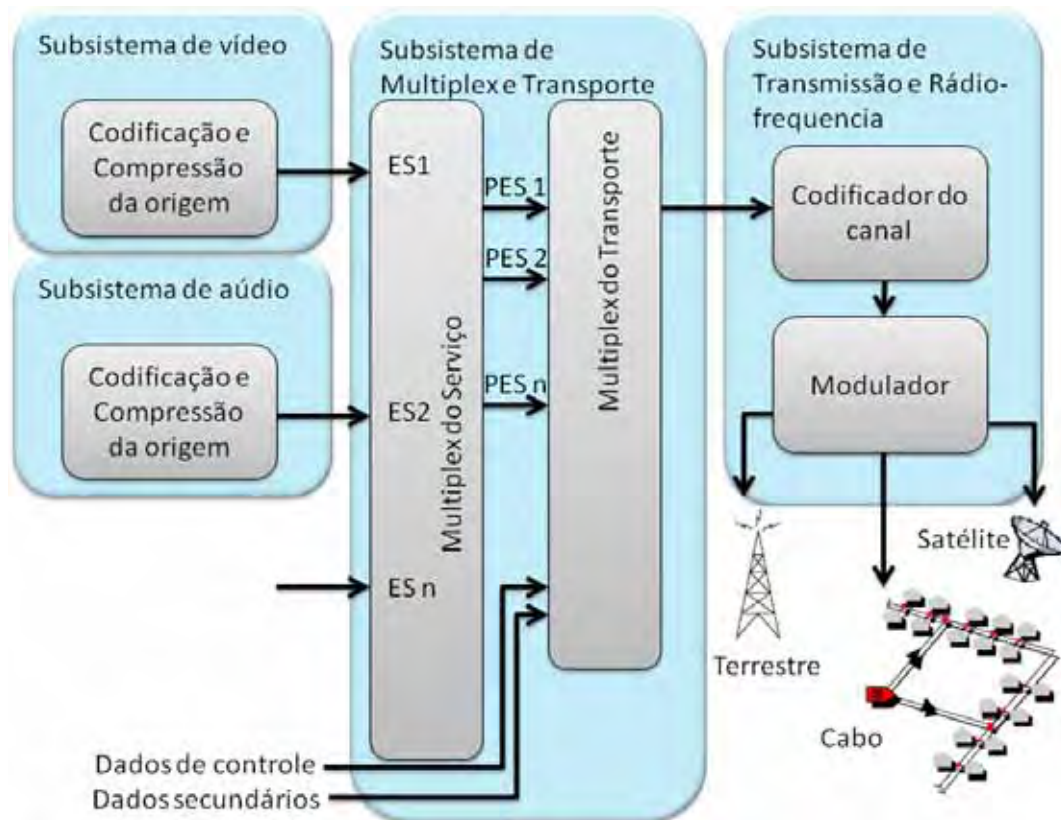 Subsistema de vídeo
Codificação e
Compressão
da origem
Subsistema de aúdio
Codificação e
Compressão
da origem
Subsistema de
Multiplex e Transporte
ES1
ES2
ES n
Multiplex do Serviço
PES 1
PES 2
PES n
Multiplex do Transporte
Dados de controle
Dados secundários
Subsistema de
Transmissão e Rádio-
frequencia
Codificador do
canal
Modulador
Terrestre
Satélite
Cabo